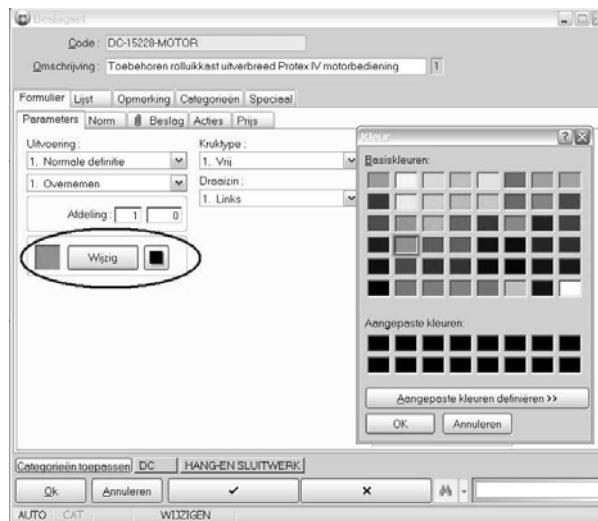 Beslagset
Code : DC-15228-MOTOR
Omschrijving : Toebehoren rolluikkast uitverbreed Protex IV motorbediening 1
Formulier Lijst Opmerking Categorieën Speciaal
Parameters Norm Beslag Acties Prijs
Uitvoering :
1. Normale definitie
1. Overnemen
Afdeling : 1 0
Wijzig
Kruktype :
1. Vrij
Draaizin :
1. Links
Kleur
Basiskleuren:
Aangepaste kleuren:
Aangepaste kleuren definiëren >>
OK Annuleren
Categorieën toepassen DC HANG-EN SLUITWERK
Ok Annuleren
AUTO CAT WIJZIGEN